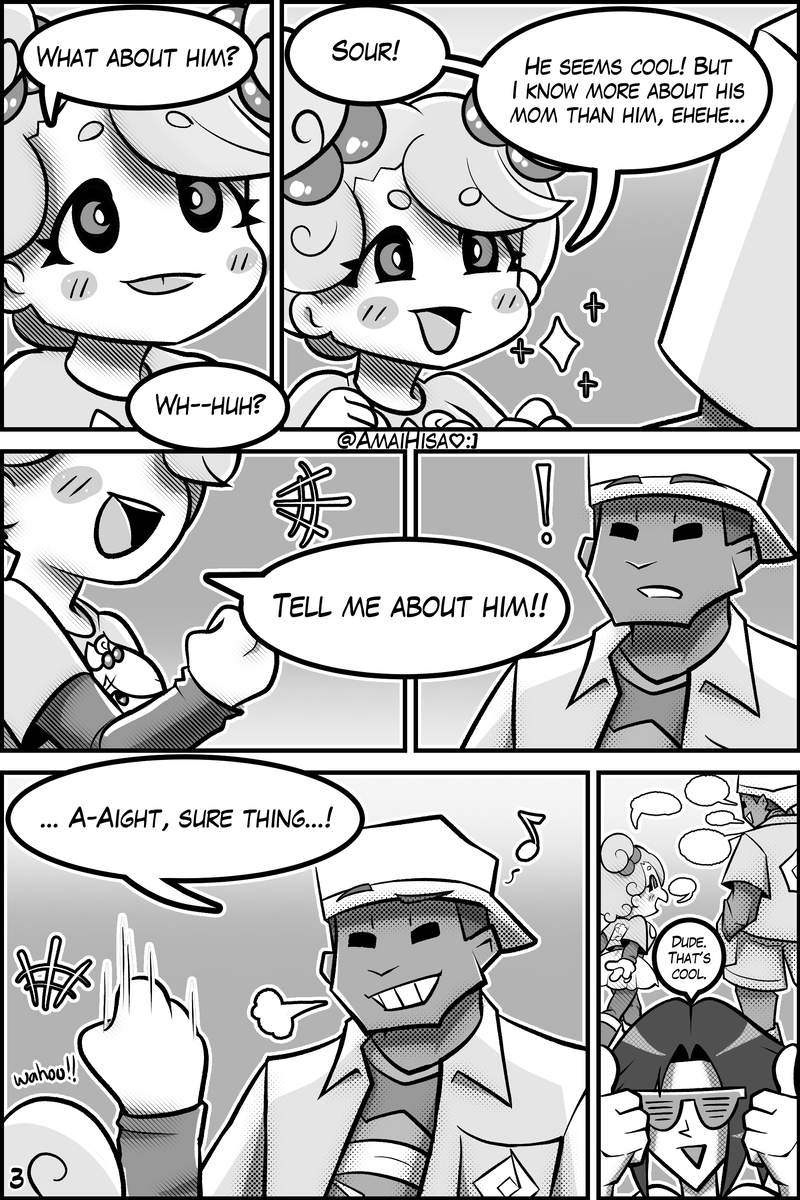 What about him?
Sour!
He seems cool! But
I know more about his
mom than him, ehehe...
Wh--huh?
@AmaiHisa♡:]
!
Tell me about him!!
... A-Aight, sure thing...!
wahou!!
Dude.
That's
cool.
3